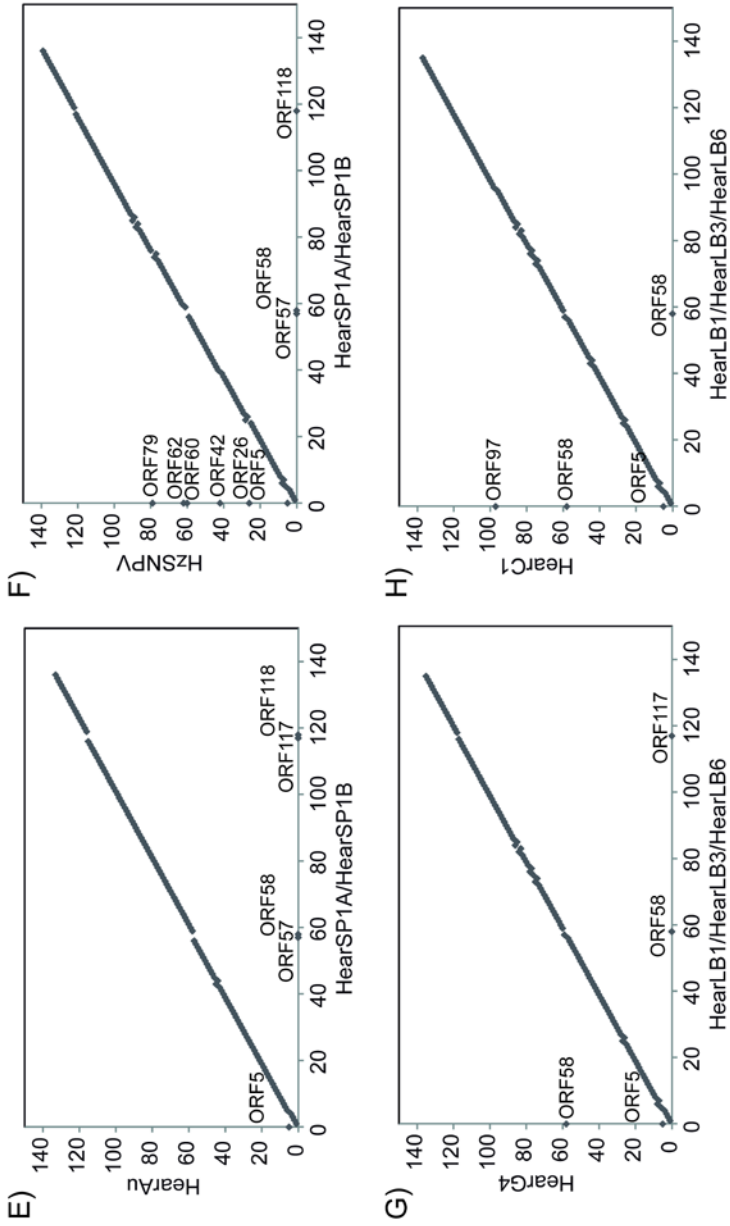 E)
HearAu
140
120
100
80
60
40
20
0
ORF5
ORF57
ORF58
ORF117
ORF118
0 20 40 60 80 100 120 140
HearSP1A/HearSP1B
F)
HzSNPV
140
120
100
80
60
40
20
0
ORF79
ORF62
ORF60
ORF42
ORF26
ORF5
ORF57
ORF58
ORF118
0 20 40 60 80 100 120 140
HearSP1A/HearSP1B
G)
HearG4
140
120
100
80
60
40
20
0
ORF58
ORF5
ORF58
ORF117
0 20 40 60 80 100 120 140
HearLB1/HearLB3/HearLB6
H)
HearC1
140
120
100
80
60
40
20
0
ORF97
ORF58
ORF5
ORF58
0 20 40 60 80 100 120 140
HearLB1/HearLB3/HearLB6